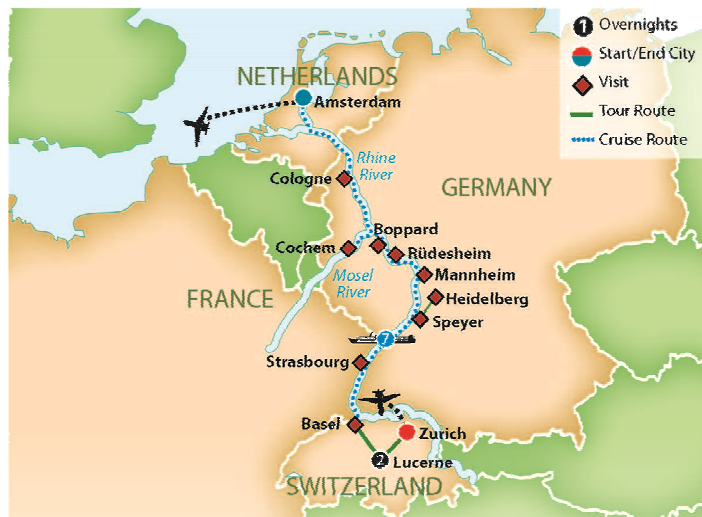 1 Overnights
Start/End City
Visit
Tour Route
Cruise Route
NETHERLANDS
Amsterdam
Rhine
River
Cologne
GERMANY
Boppard
Cochem
Rüdesheim
Mosel
River
Mannheim
FRANCE
Heidelberg
Speyer
7
Strasbourg
Basel
Zurich
2
Lucerne
SWITZERLAND